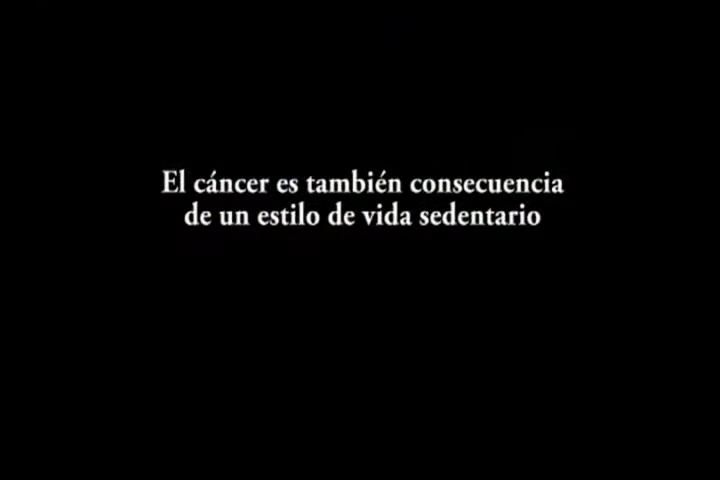 El cáncer es también consecuencia
de un estilo de vida sedentario